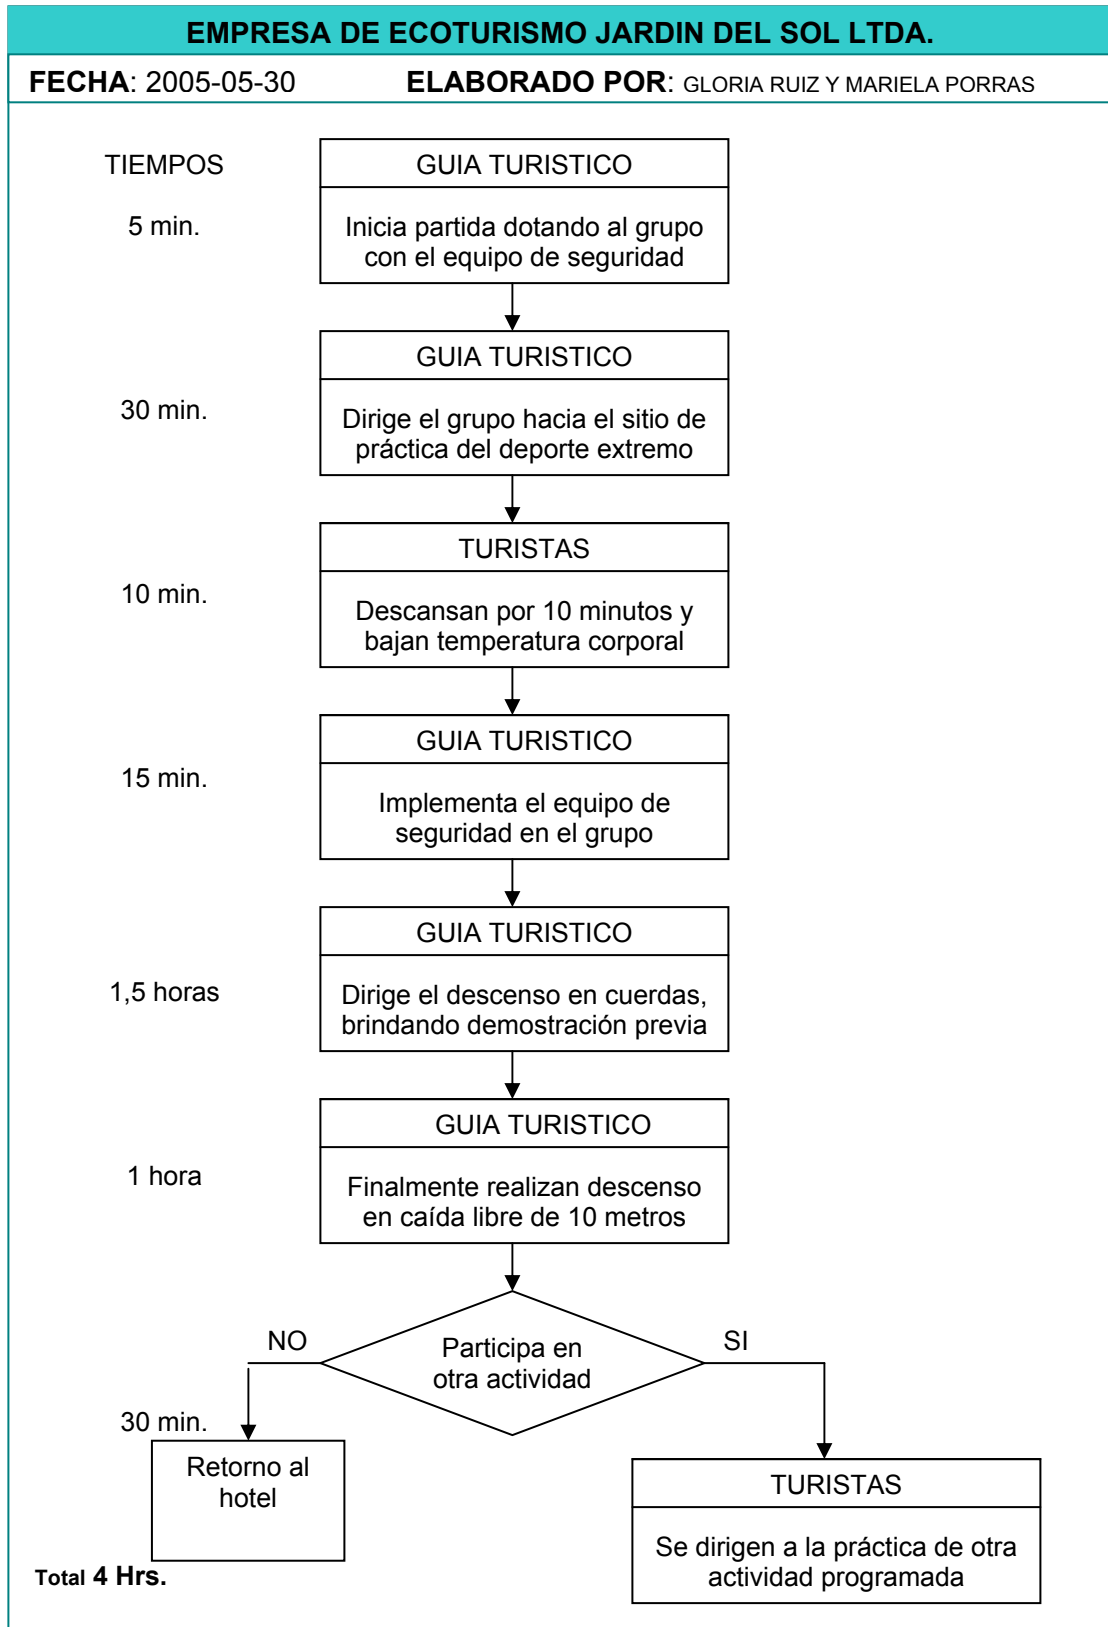 EMPRESA DE ECOTURISMO JARDIN DEL SOL LTDA.
FECHA: 2005-05-30 ELABORADO POR: GLORIA RUIZ Y MARIELA PORRAS
TIEMPOS
GUIA TURISTICO
5 min.
Inicia partida dotando al grupo
con el equipo de seguridad
GUIA TURISTICO
30 min.
Dirige el grupo hacia el sitio de
práctica del deporte extremo
TURISTAS
10 min.
Descansan por 10 minutos y
bajan temperatura corporal
GUIA TURISTICO
15 min.
Implementa el equipo de
seguridad en el grupo
GUIA TURISTICO
1,5 horas
Dirige el descenso en cuerdas,
brindando demostración previa
GUIA TURISTICO
1 hora
Finalmente realizan descenso
en caída libre de 10 metros
NO
Participa en
otra actividad
SI
30 min.
Retorno al
hotel
TURISTAS
Se dirigen a la práctica de otra
actividad programada
Total 4 Hrs.